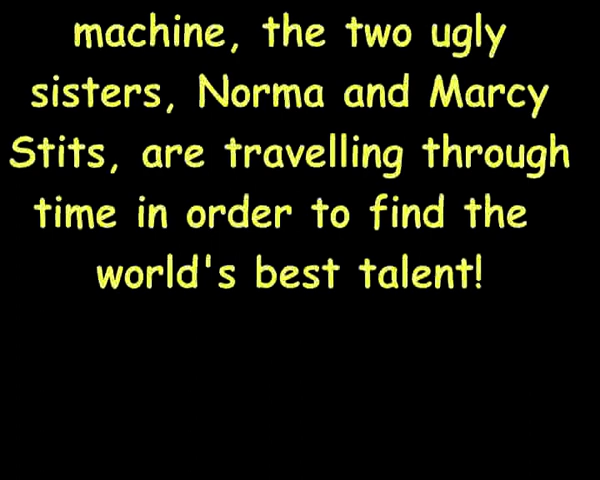 machine, the two ugly
sisters, Norma and Marcy
Stits, are travelling through
time in order to find the
world's best talent!